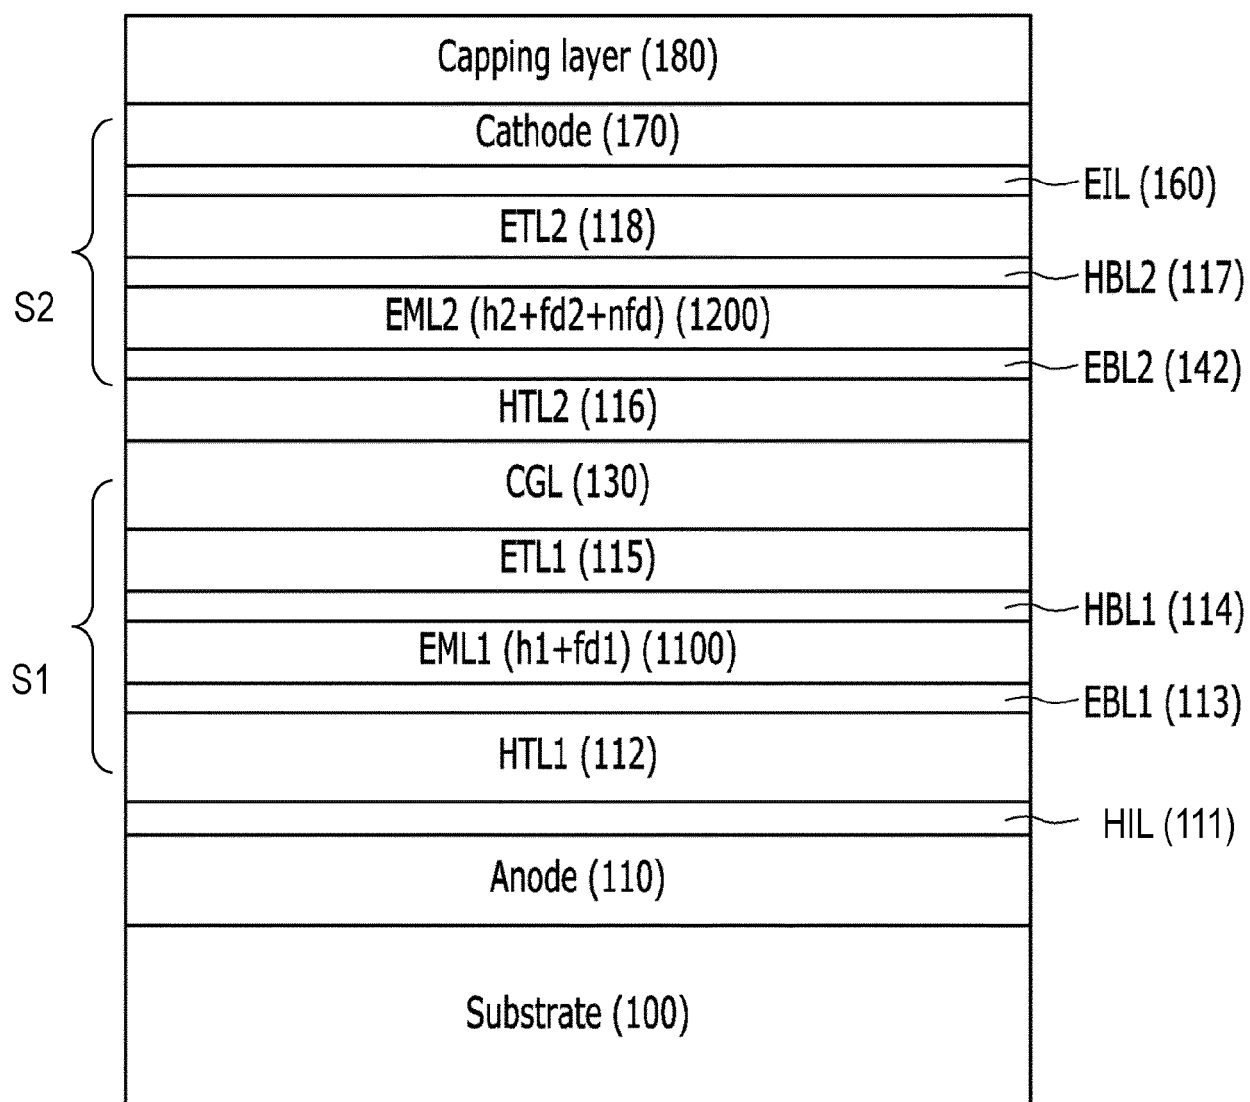 Capping layer (180)
Cathode (170)
EIL (160)
ETL2 (118)
HBL2 (117)
S2
EML2 (h2+fd2+nfd) (1200)
EBL2 (142)
HTL2 (116)
CGL (130)
ETL1 (115)
HBL1 (114)
EML1 (h1+fd1) (1100)
S1
EBL1 (113)
HTL1 (112)
HIL (111)
Anode (110)
Substrate (100)